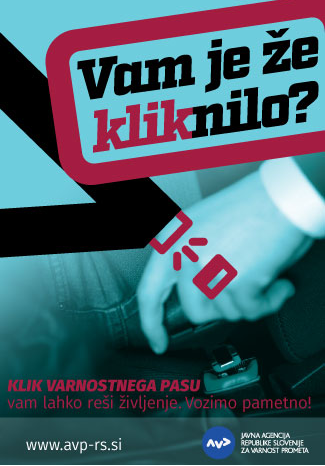 Vam je že
kliknilo?
KLIK VARNOSTNEGA PASU
vam lahko reši življenje. Vozimo pametno!
www.avp-rs.si
AVP
JAVNA AGENCIJA
REPUBLIKE SLOVENIJE
ZA VARNOST PROMETA